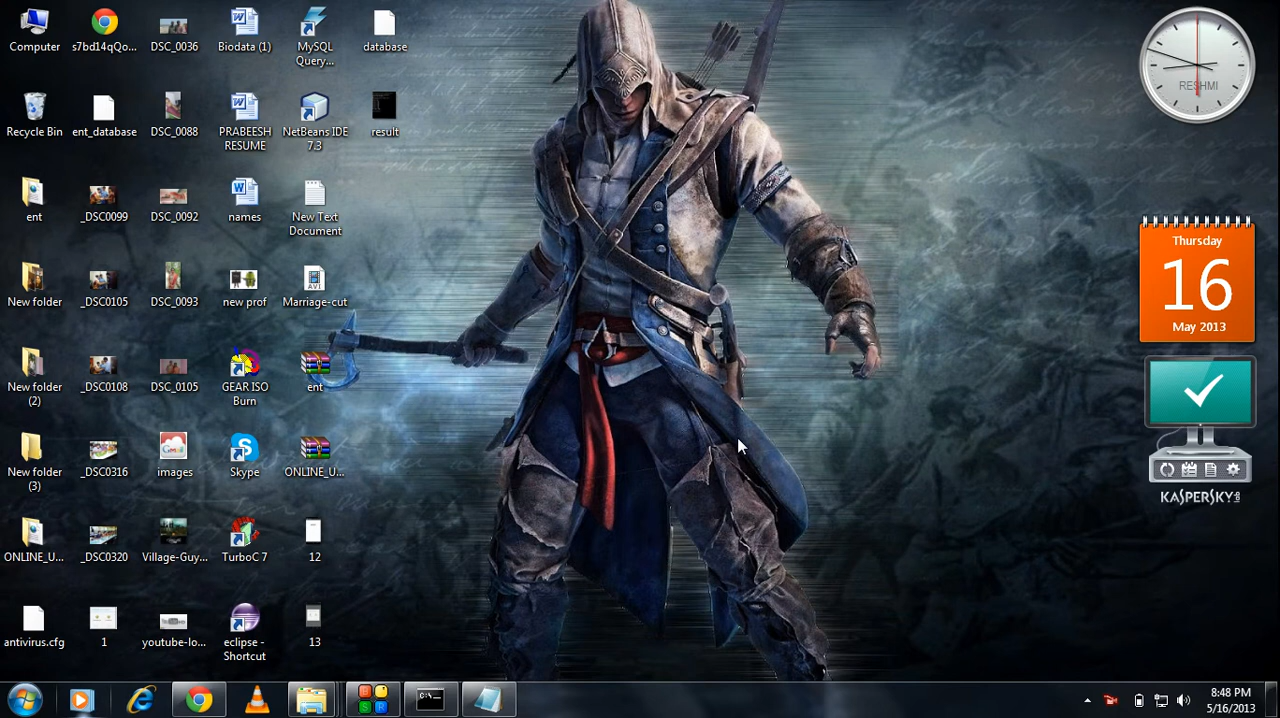 Computer
s7bd14qQo...
DSC_0036
Biodata (1)
MySQL
Query...
database
Recycle Bin
ent_database
DSC_0088
PRABEESH
RESUME
NetBeans IDE
7.3
result
ent
_DSC0099
DSC_0092
names
New Text
Document
New folder
_DSC0105
DSC_0093
new prof
Marriage-cut
New folder
(2)
_DSC0108
DSC_0105
GEAR ISO
Burn
ent
New folder
(3)
_DSC0316
images
Skype
ONLINE_U...
ONLINE_U...
_DSC0320
Village-Guy...
TurboC 7
12
antivirus.cfg
1
youtube-lo...
eclipse -
Shortcut
13
RESHMI
Thursday
16
May 2013
KASPERSKY
8:48 PM
5/16/2013